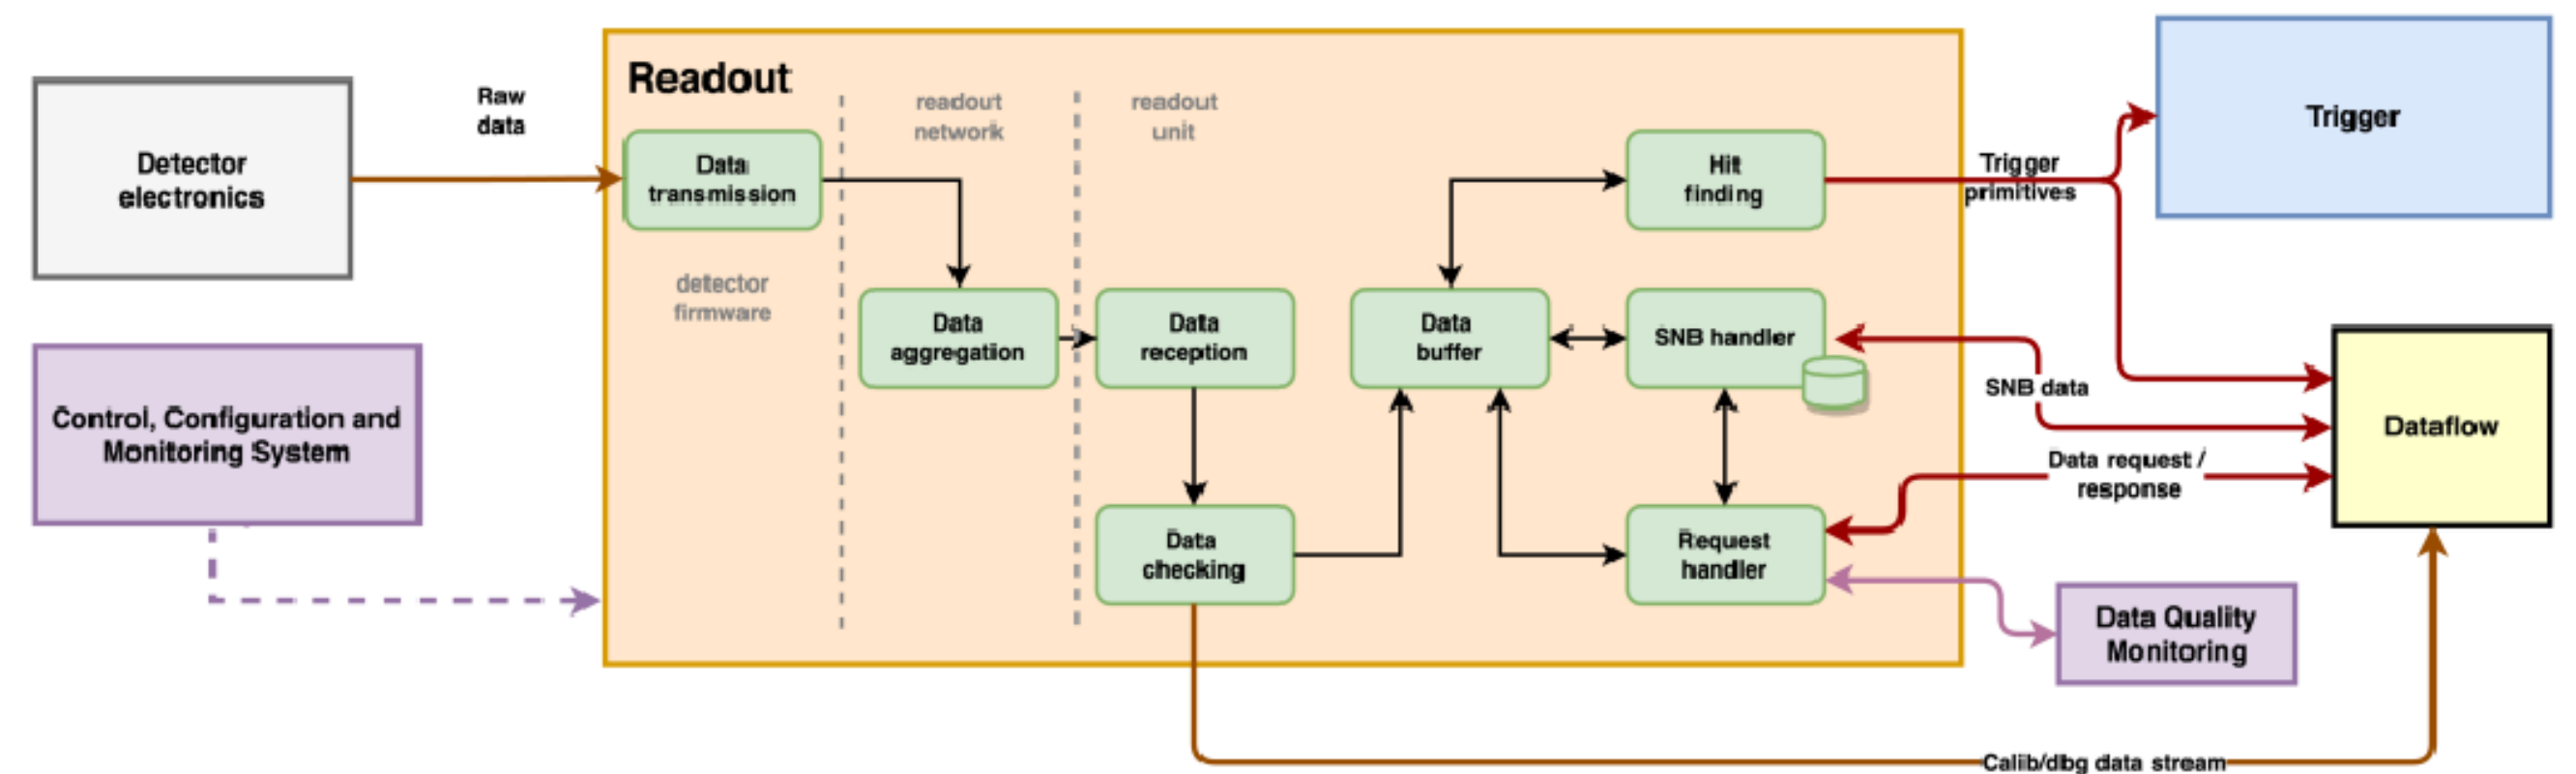 Detector
electronics
Raw
data
Control, Configuration and
Monitoring System
Readout
Data
transmission
detector
firmware
readout
network
Data
aggregation
readout
unit
Data
reception
Data
checking
Data
buffer
Hit
finding
SNB handler
Request
handler
Trigger
primitives
Trigger
SNB data
Data request /
response
Dataflow
Data Quality
Monitoring
Calib/dbg data stream